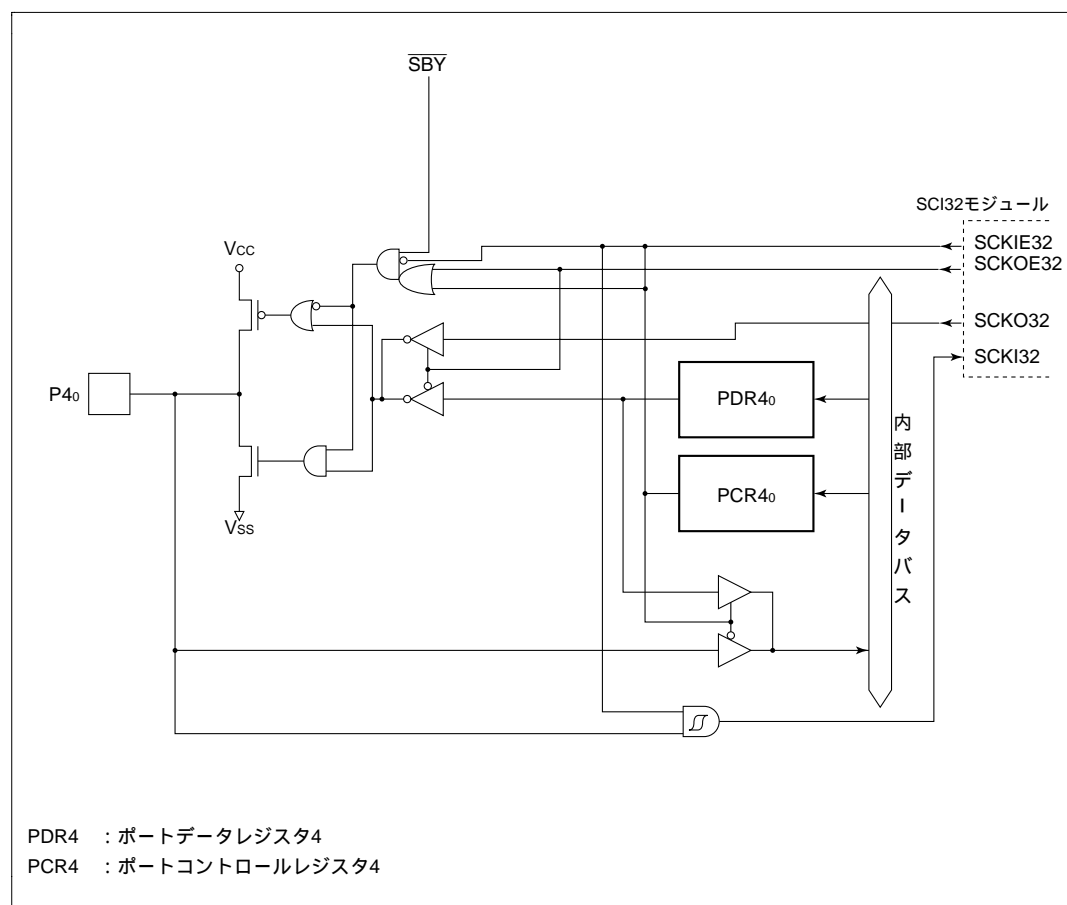 SBY
SCI32モジュール
SCKIE32
SCKOE32
VCC
SCKO32
SCKI32
P40
PDR40
PCR40
内部データバス
VSS
PDR4 :ポートデータレジスタ4
PCR4 :ポートコントロールレジスタ4